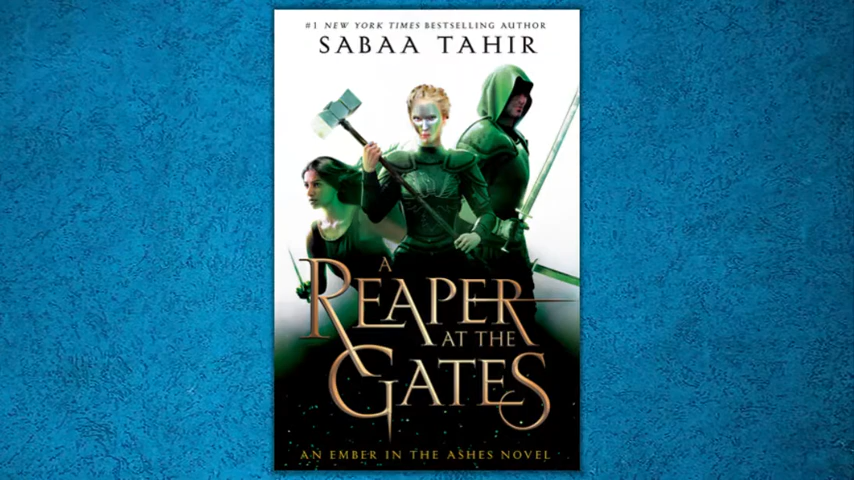 #1 NEW YORK TIMES BESTSELLING AUTHOR
SABAA TAHIR
A
REAPER
AT THE
GATES
AN EMBER IN THE ASHES NOVEL